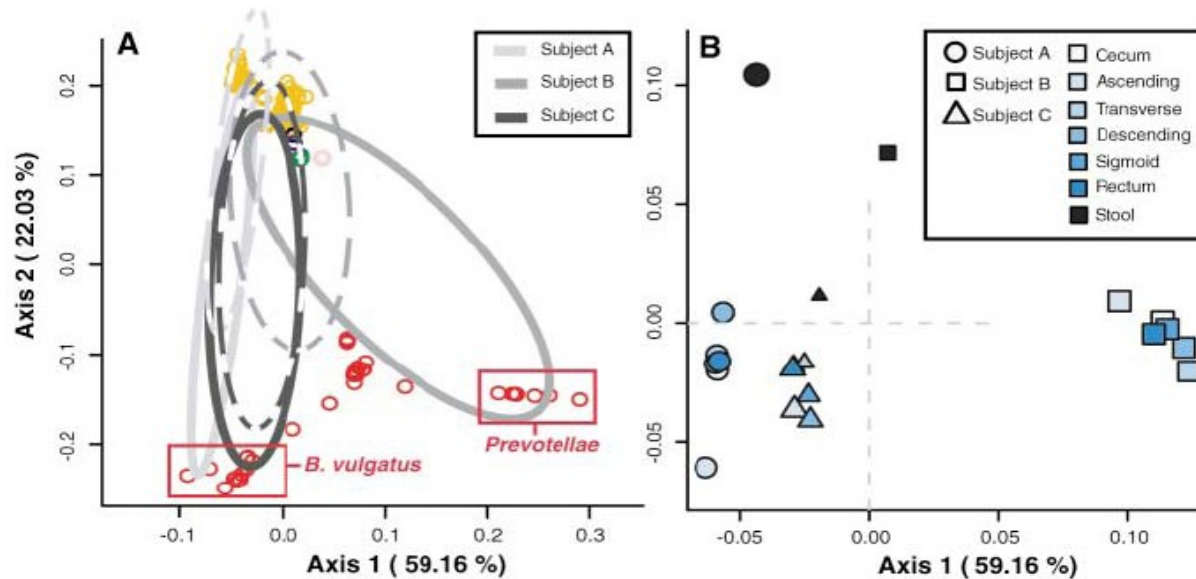 A
Subject A
Subject B
Subject C
Axis 2 ( 22.03 %)
0.2
0.1
0.0
-0.1
-0.2
Prevotellae
B. vulgatus
-0.1
0.0
0.1
0.2
0.3
Axis 1 ( 59.16 %)
B
Subject A
Subject B
Subject C
Cecum
Ascending
Transverse
Descending
Sigmoid
Rectum
Stool
0.10
0.05
0.00
-0.05
-0.05
0.00
0.05
0.10
Axis 1 ( 59.16 %)